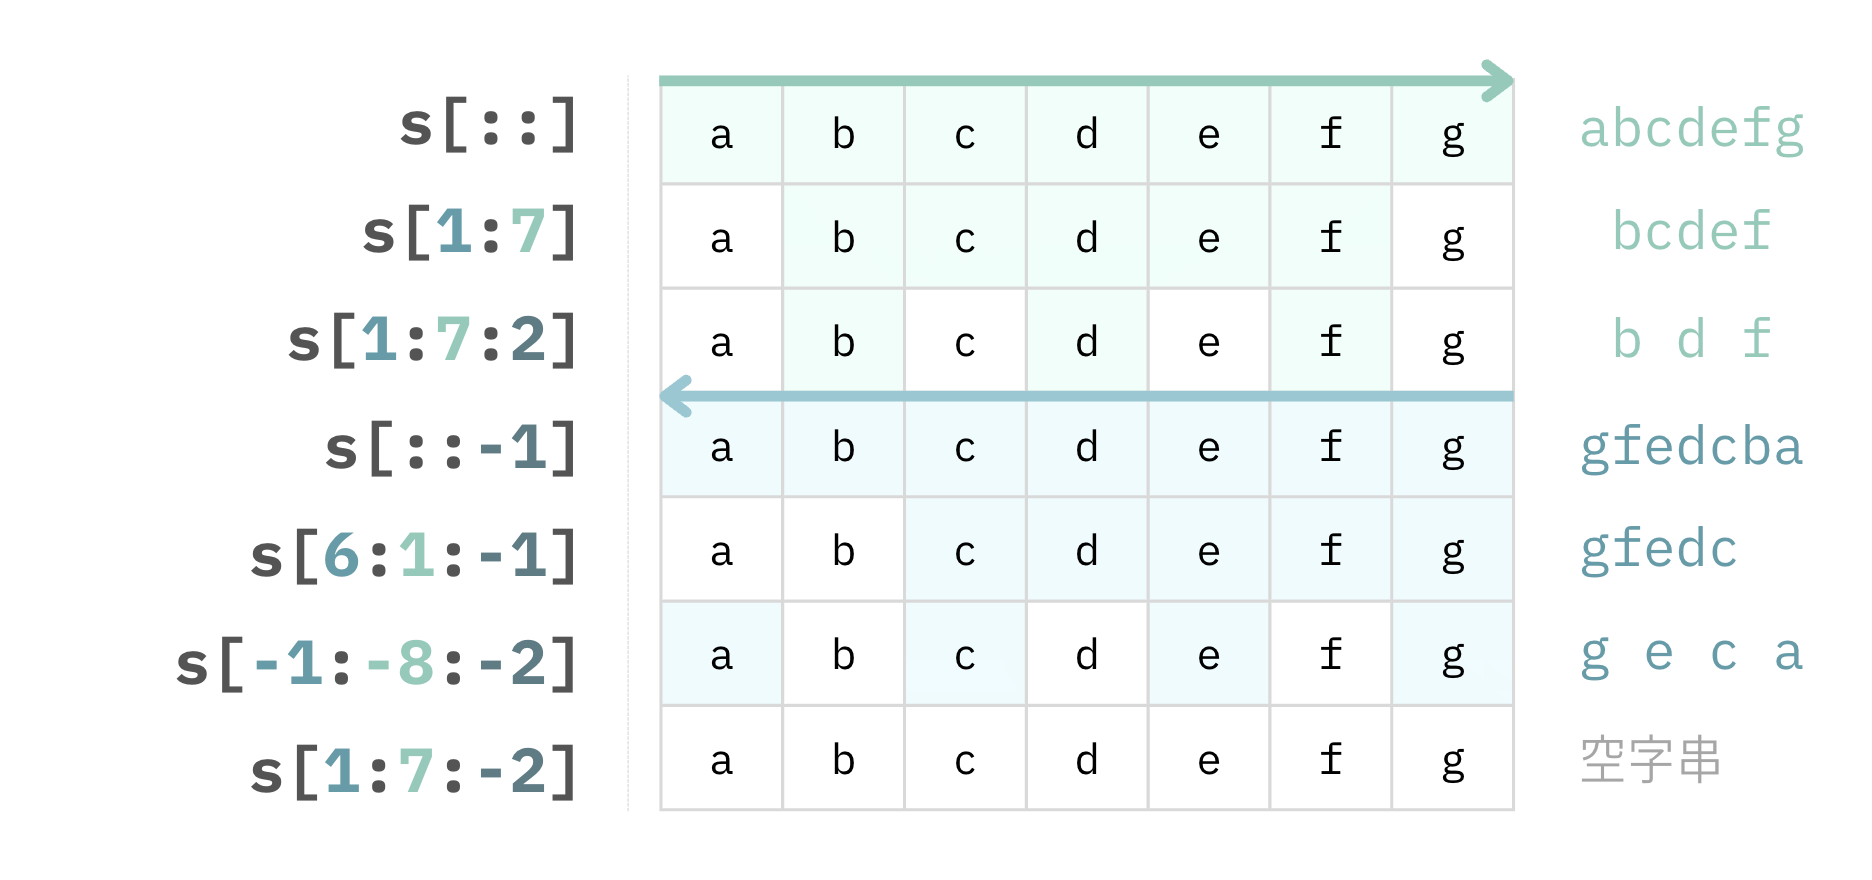 s[::] a b c d e f g abcdefg
s[1:7] a b c d e f g bcdef
s[1:7:2] a b c d e f g b d f
s[::-1] a b c d e f g gfedcba
s[6:1:-1] a b c d e f g gfedc
s[-1:-8:-2] a b c d e f g g e c a
s[1:7:-2] a b c d e f g 空字串